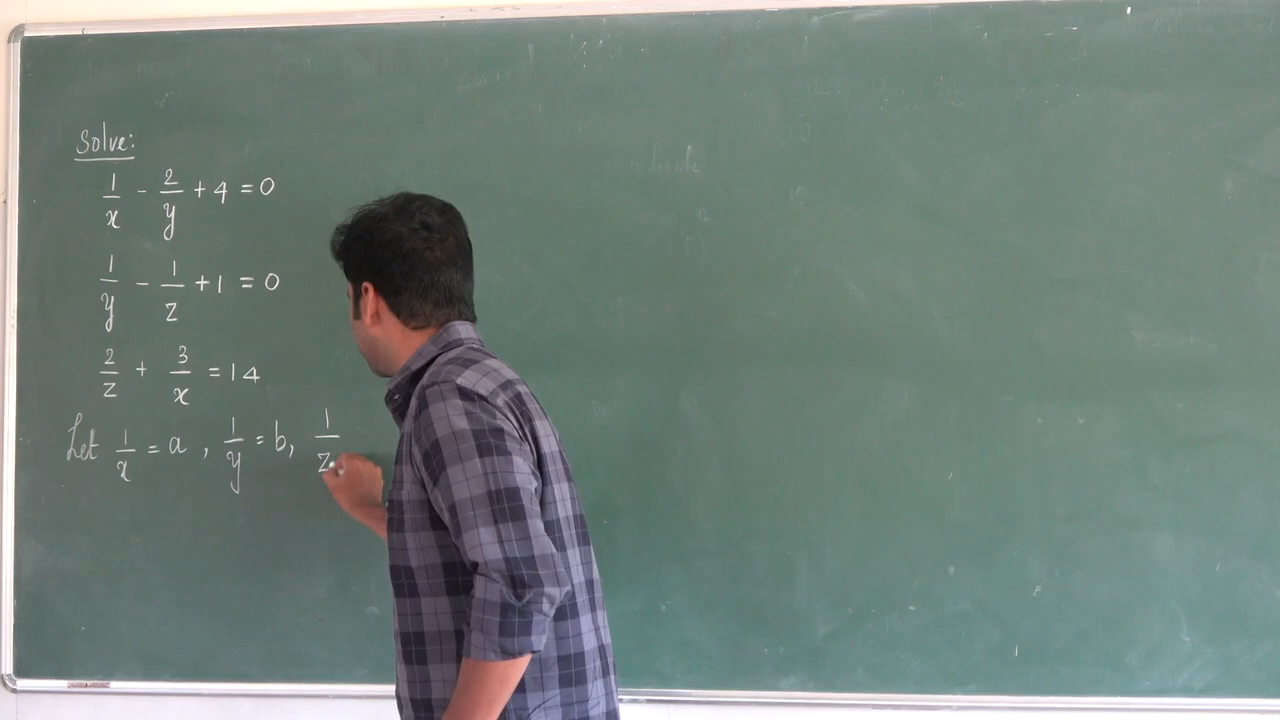 Solve:
1/x - 2/y + 4 = 0
1/y - 1/z + 1 = 0
2/z + 3/x = 14
Let 1/x = a, 1/y = b, 1/z